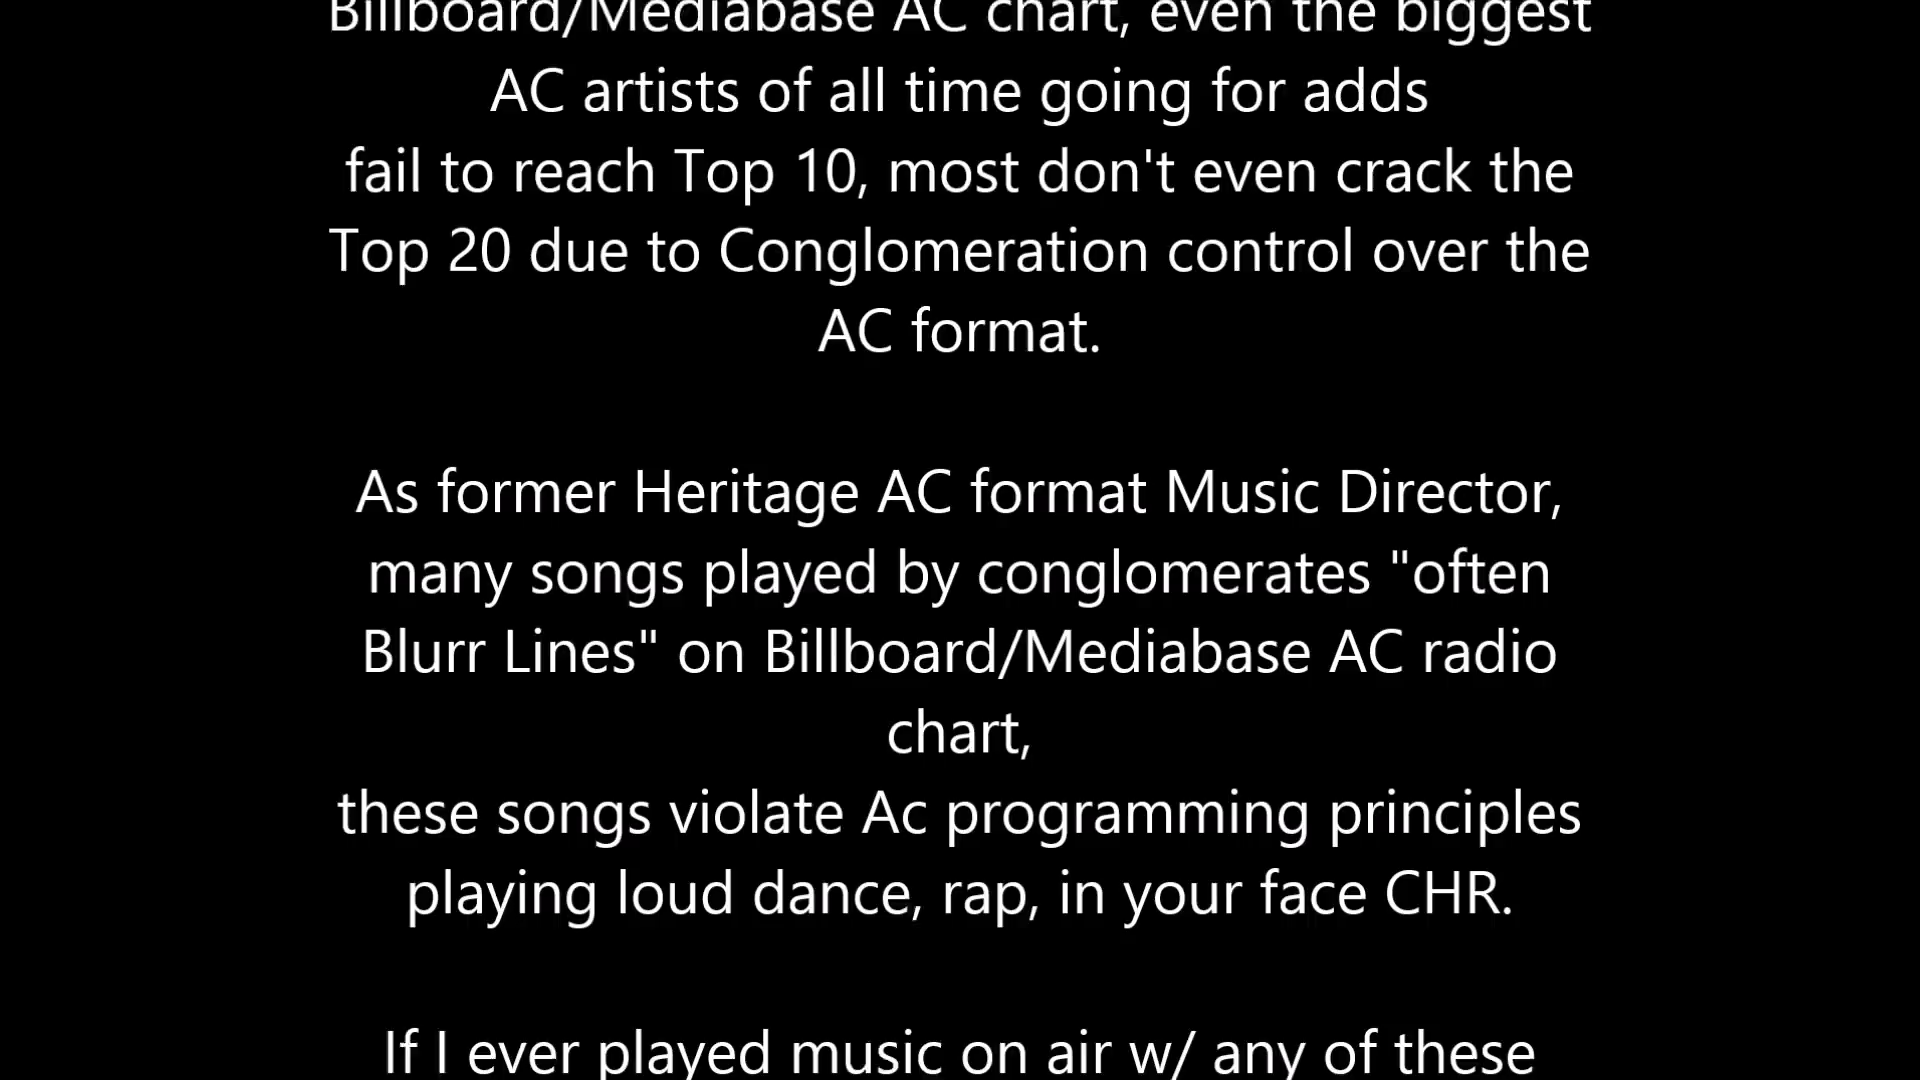 Billboard/Mediabase AC chart, even the biggest
AC artists of all time going for adds
fail to reach Top 10, most don't even crack the
Top 20 due to Conglomeration control over the
AC format.
As former Heritage AC format Music Director,
many songs played by conglomerates "often
Blurr Lines" on Billboard/Mediabase AC radio
chart,
these songs violate Ac programming principles
playing loud dance, rap, in your face CHR.
If I ever played music on air w/ any of these